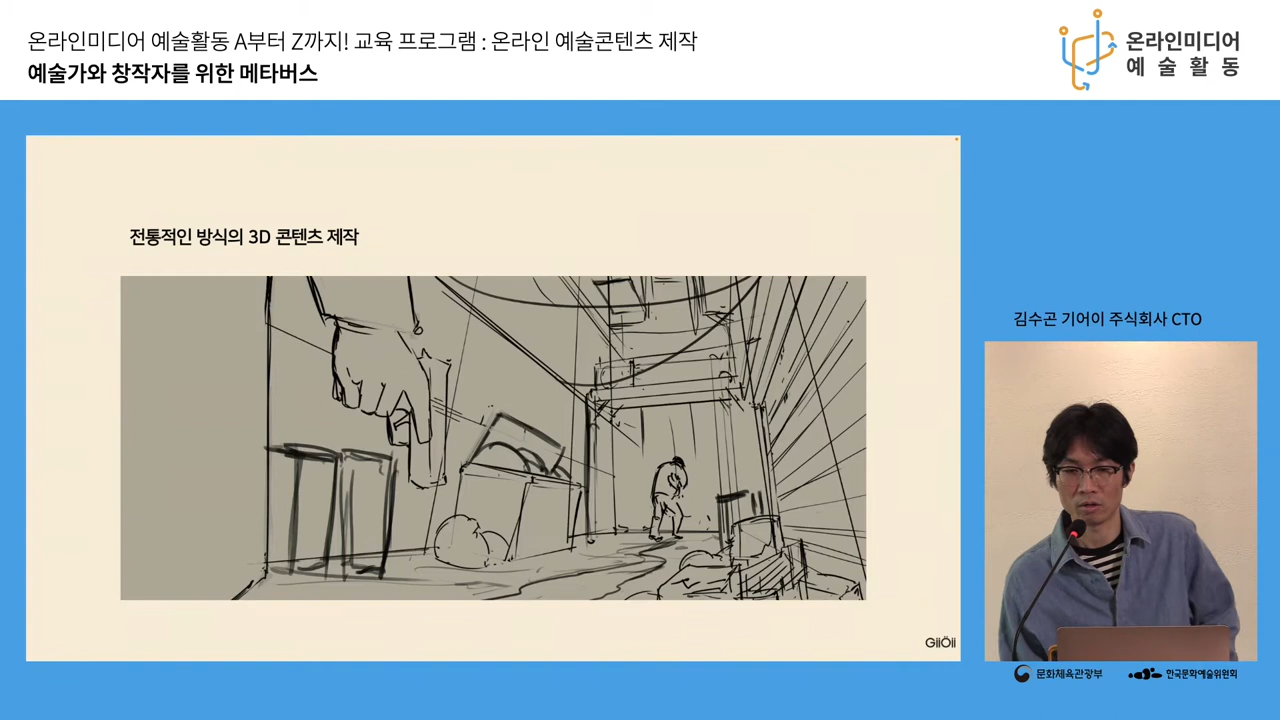 온라인미디어 예술활동 A부터 Z까지! 교육 프로그램 : 온라인 예술콘텐츠 제작
예술가와 창작자를 위한 메타버스
온라인미디어
예술활동
전통적인 방식의 3D 콘텐츠 제작
김수곤 기어이 주식회사 CTO
GiiÖii
문화체육관광부
한국문화예술위원회